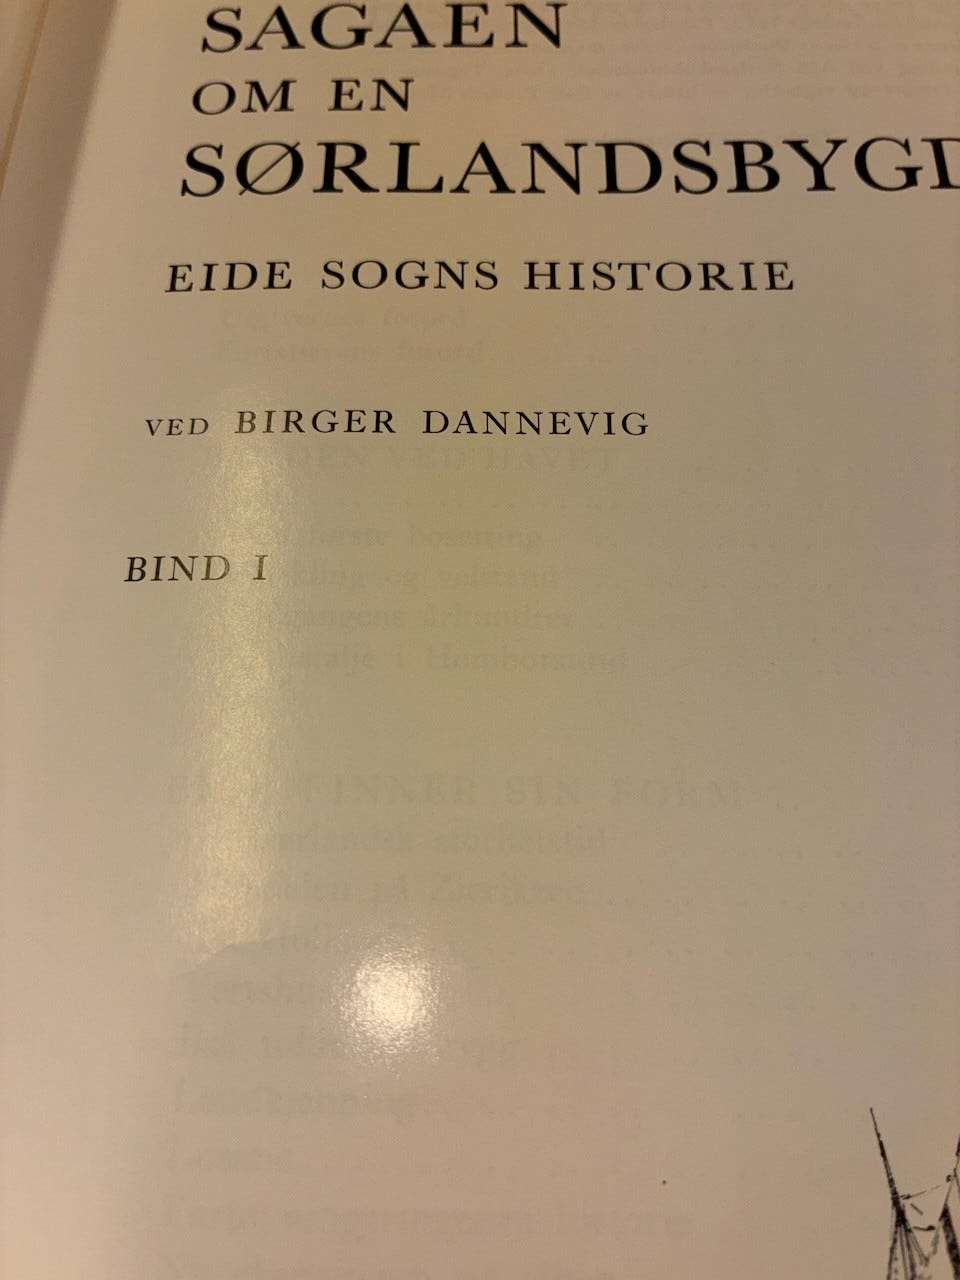 SAGAEN
OM EN
SØRLANDSBYGD
EIDE SOGNS HISTORIE
VED BIRGER DANNEVIG
BIND I